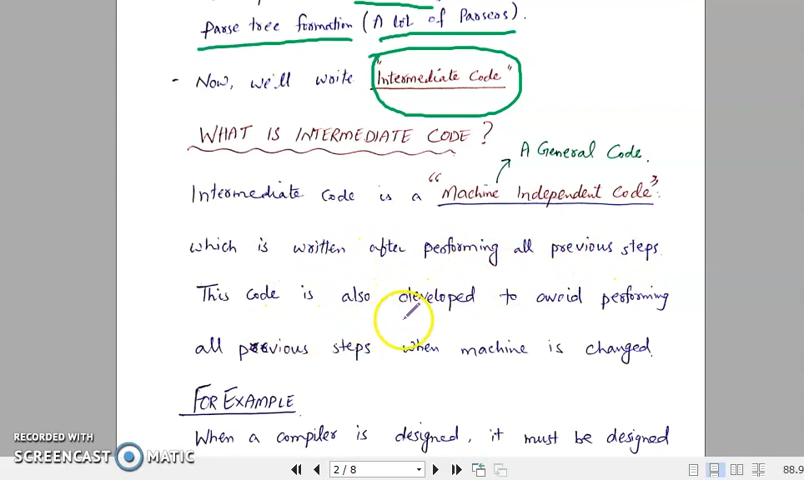 Parse tree formation (A lot of Parsers).
- Now, we'll write "Intermediate Code"
WHAT IS INTERMEDIATE CODE?
A General Code.
Intermediate Code is a "Machine Independent Code".
which is written after performing all previous steps.
This code is also developed to avoid performing
all previous steps when machine is changed.
FOR EXAMPLE
When a compiler is designed, it must be designed
RECORDED WITH
SCREENCAST MATIC
2 / 8
88.9